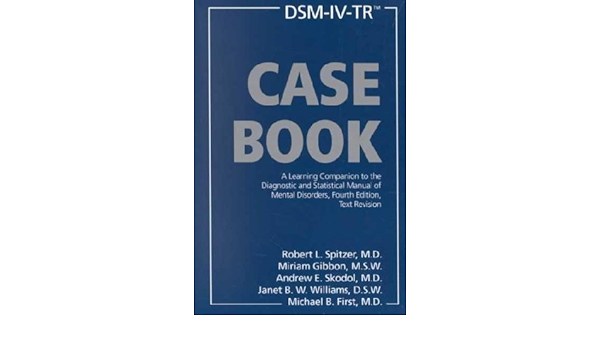 DSM-IV-TR™
CASE
BOOK
A Learning Companion to the
Diagnostic and Statistical Manual of
Mental Disorders, Fourth Edition,
Text Revision
Robert L. Spitzer, M.D.
Miriam Gibbon, M.S.W.
Andrew E. Skodol, M.D.
Janet B. W. Williams, D.S.W.
Michael B. First, M.D.